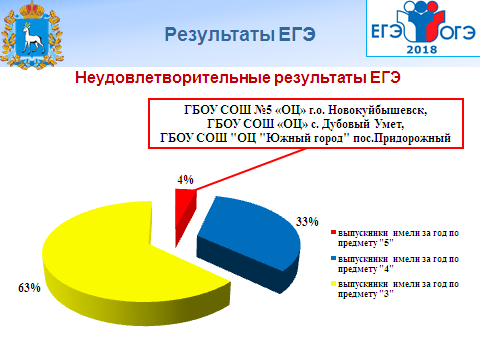 Результаты ЕГЭ
ЕГЭ ОГЭ
2018
Неудовлетворительные результаты ЕГЭ
ГБОУ СОШ №5 «ОЦ» г.о. Новокуйбышевск,
ГБОУ СОШ «ОЦ» с. Дубовый Умет,
ГБОУ СОШ "ОЦ "Южный город" пос.Придорожный
4%
33%
63%
выпускники имели за год по
предмету "5"
выпускники имели за год по
предмету "4"
выпускники имели за год по
предмету "3"